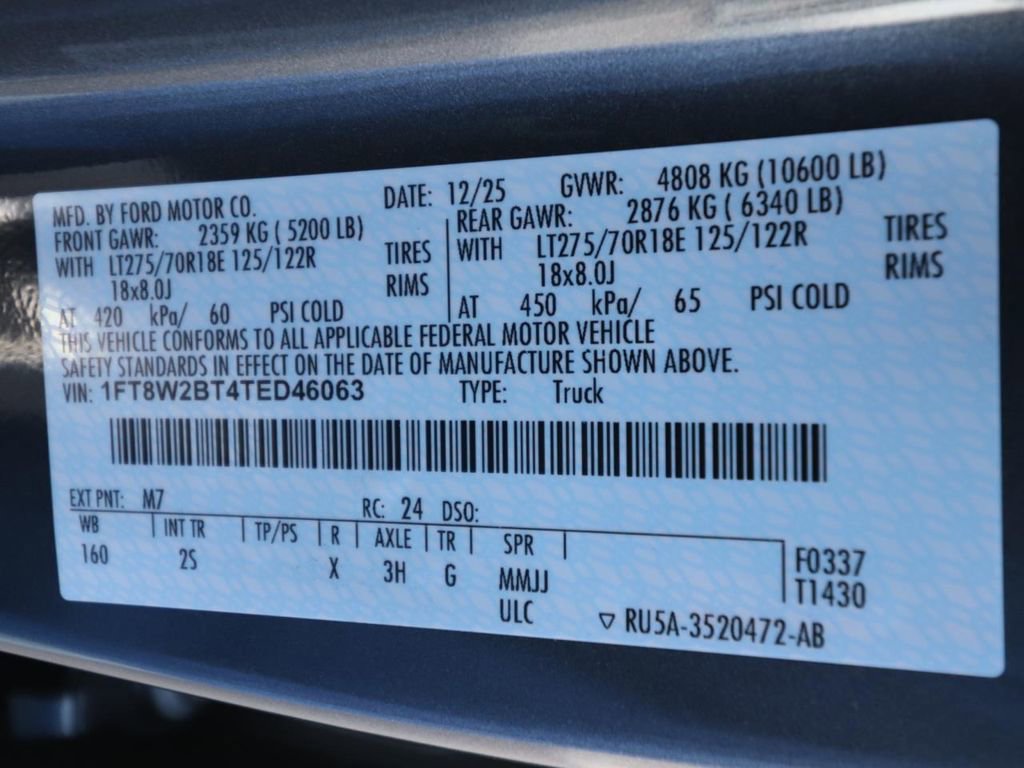 MFD. BY FORD MOTOR CO. DATE: 12/25 GVWR: 4808 KG (10600 LB)
FRONT GAWR: 2359 KG ( 5200 LB) REAR GAWR: 2876 KG ( 6340 LB)
WITH LT275/70R18E 125/122R TIRES WITH LT275/70R18E 125/122R TIRES
18x8.0J RIMS 18x8.0J RIMS
AT 420 kPa/ 60 PSI COLD AT 450 kPa/ 65 PSI COLD
THIS VEHICLE CONFORMS TO ALL APPLICABLE FEDERAL MOTOR VEHICLE
SAFETY STANDARDS IN EFFECT ON THE DATE OF MANUFACTURE SHOWN ABOVE.
VIN: 1FT8W2BT4TED46063 TYPE: Truck
EXT PNT: M7 RC: 24 DSO:
WB INT TR TP/PS R AXLE TR SPR
160 2S X 3H G MMJJ F0337
ULC T1430
▽ RU5A-3520472-AB